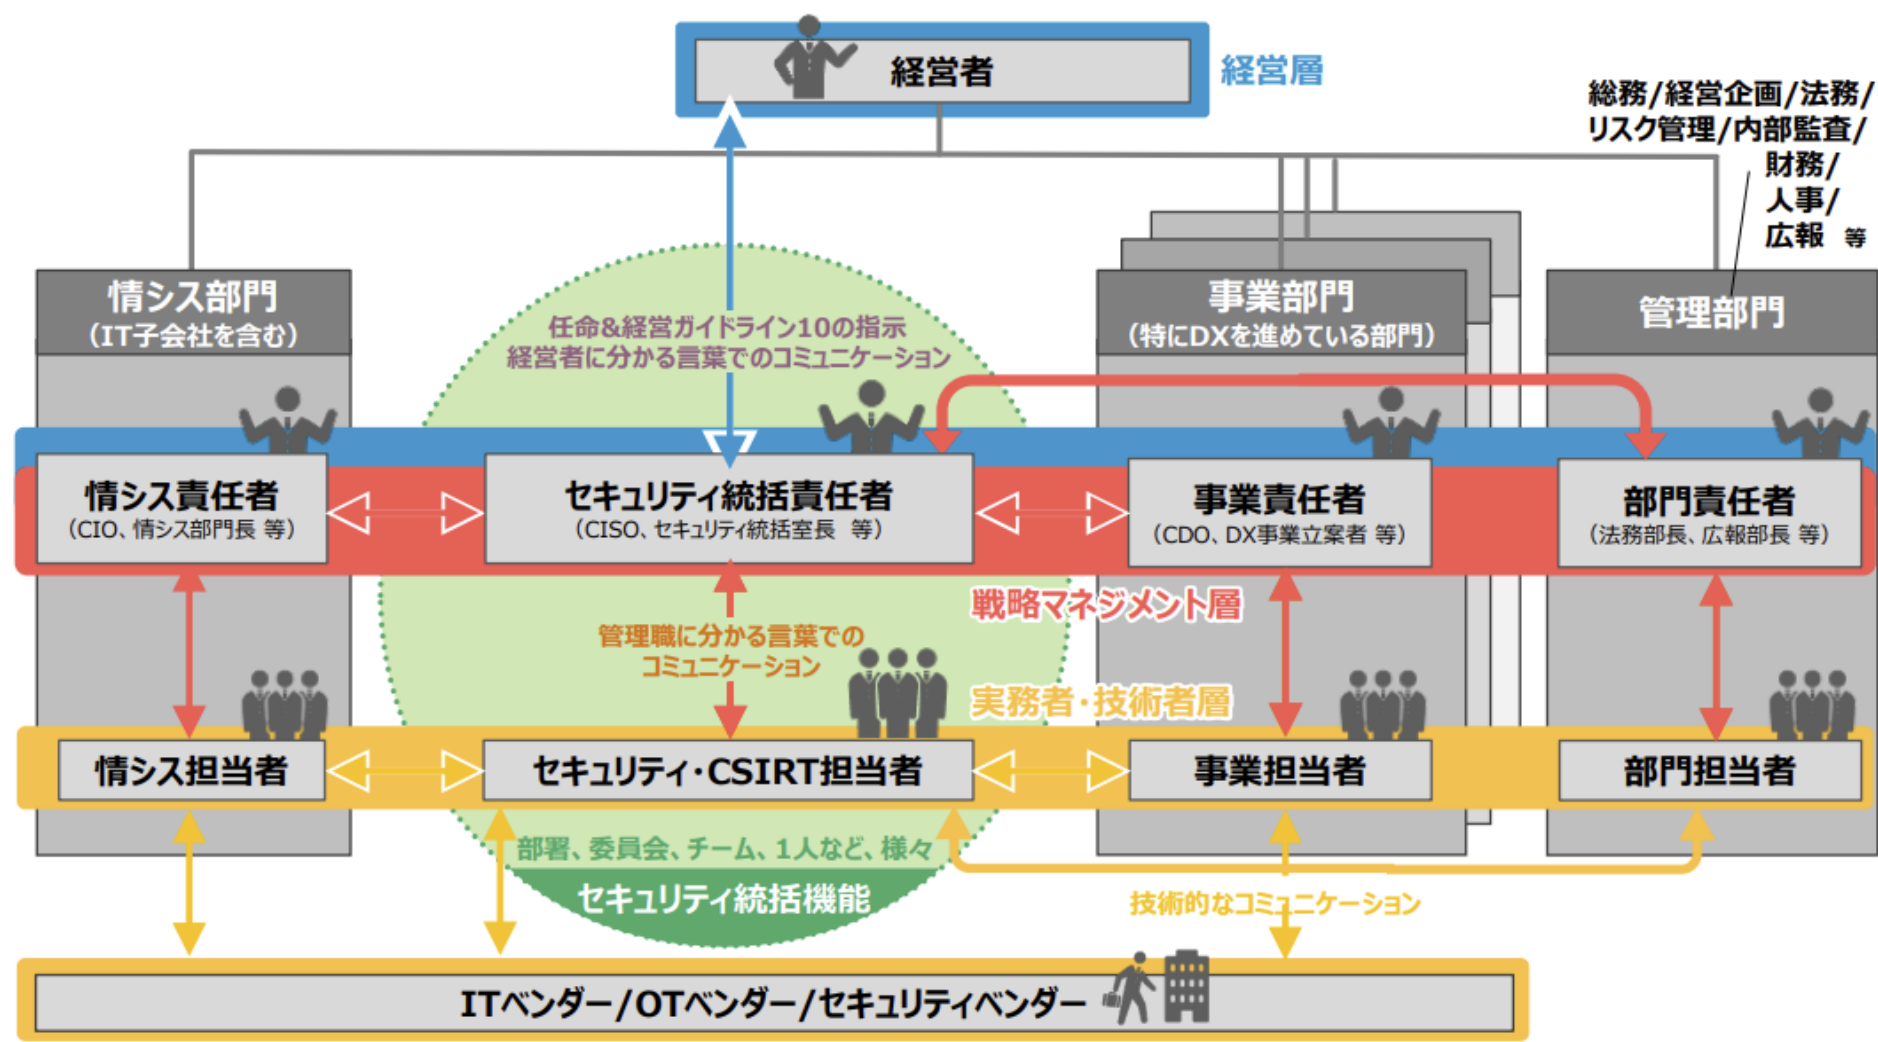 経営者
経営層
総務/経営企画/法務/
リスク管理/内部監査/
財務/
人事/
広報 等
情シス部門
（IT子会社を含む）
事業部門
（特にDXを進めている部門）
管理部門
任命&経営ガイドライン10の指示
経営者に分かる言葉でのコミュニケーション
情シス責任者
（CIO、情シス部門長 等）
セキュリティ統括責任者
（CISO、セキュリティ統括室長 等）
事業責任者
（CDO、DX事業立案者 等）
部門責任者
（法務部長、広報部長 等）
戦略マネジメント層
管理職に分かる言葉での
コミュニケーション
実務者・技術者層
情シス担当者
セキュリティ・CSIRT担当者
事業担当者
部門担当者
部署、委員会、チーム、1人など、様々
セキュリティ統括機能
技術的なコミュニケーション
ITベンダー/OTベンダー/セキュリティベンダー